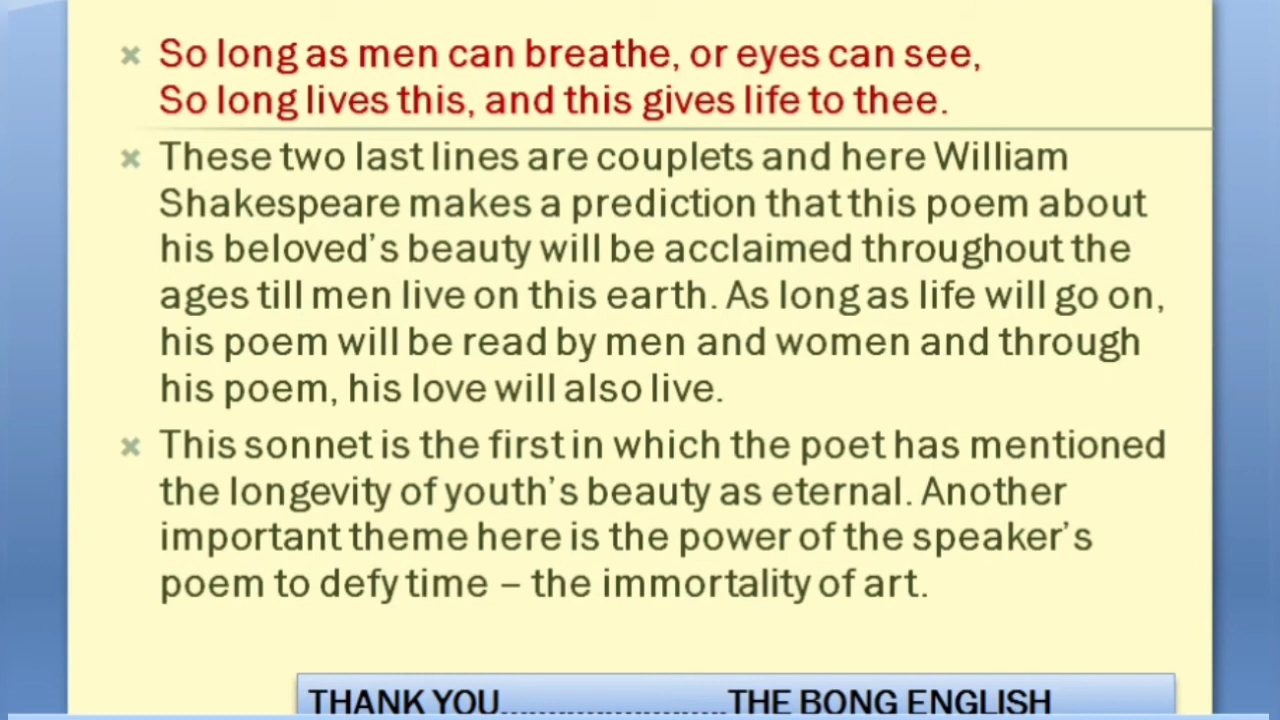 So long as men can breathe, or eyes can see,
So long lives this, and this gives life to thee.
These two last lines are couplets and here William
Shakespeare makes a prediction that this poem about
his beloved’s beauty will be acclaimed throughout the
ages till men live on this earth. As long as life will go on,
his poem will be read by men and women and through
his poem, his love will also live.
This sonnet is the first in which the poet has mentioned
the longevity of youth’s beauty as eternal. Another
important theme here is the power of the speaker’s
poem to defy time – the immortality of art.
THANK YOU.......................THE BONG ENGLISH